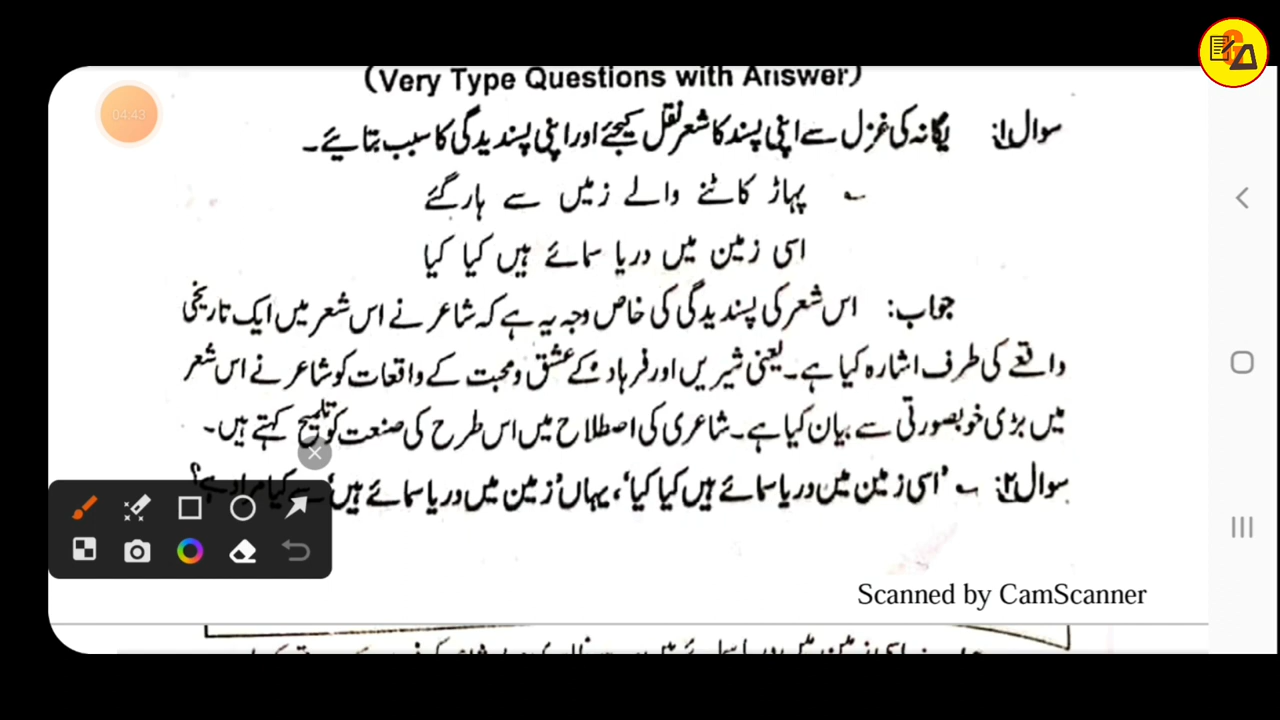 (Very Type Questions with Answer)
04:43
سوال ۱: یگانہ کی غزل سے اپنی پسند کا شعر نقل کیجئے اور اپنی پسندیدگی کا سبب بتائیے۔
پہاڑ کاٹنے والے زمیں سے ہار گئے
اسی زمین میں دریا سمائے ہیں کیا کیا
جواب: اس شعر کی پسندیدگی کی خاص وجہ یہ ہے کہ شاعر نے اس شعر میں ایک تاریخی
واقعے کی طرف اشارہ کیا ہے۔ یعنی شیریں اور فرہاد کے عشق و محبت کے واقعات کو شاعر نے اس شعر
میں بڑی خوبصورتی سے بیان کیا ہے۔ شاعری کی اصطلاح میں اس طرح کی صنعت کو تلمیح کہتے ہیں۔
سوال ۲: 'اسی زمین میں دریا سمائے ہیں کیا کیا'، یہاں 'زمین میں دریا سمائے ہیں' سے کیا مراد ہے؟
Scanned by CamScanner